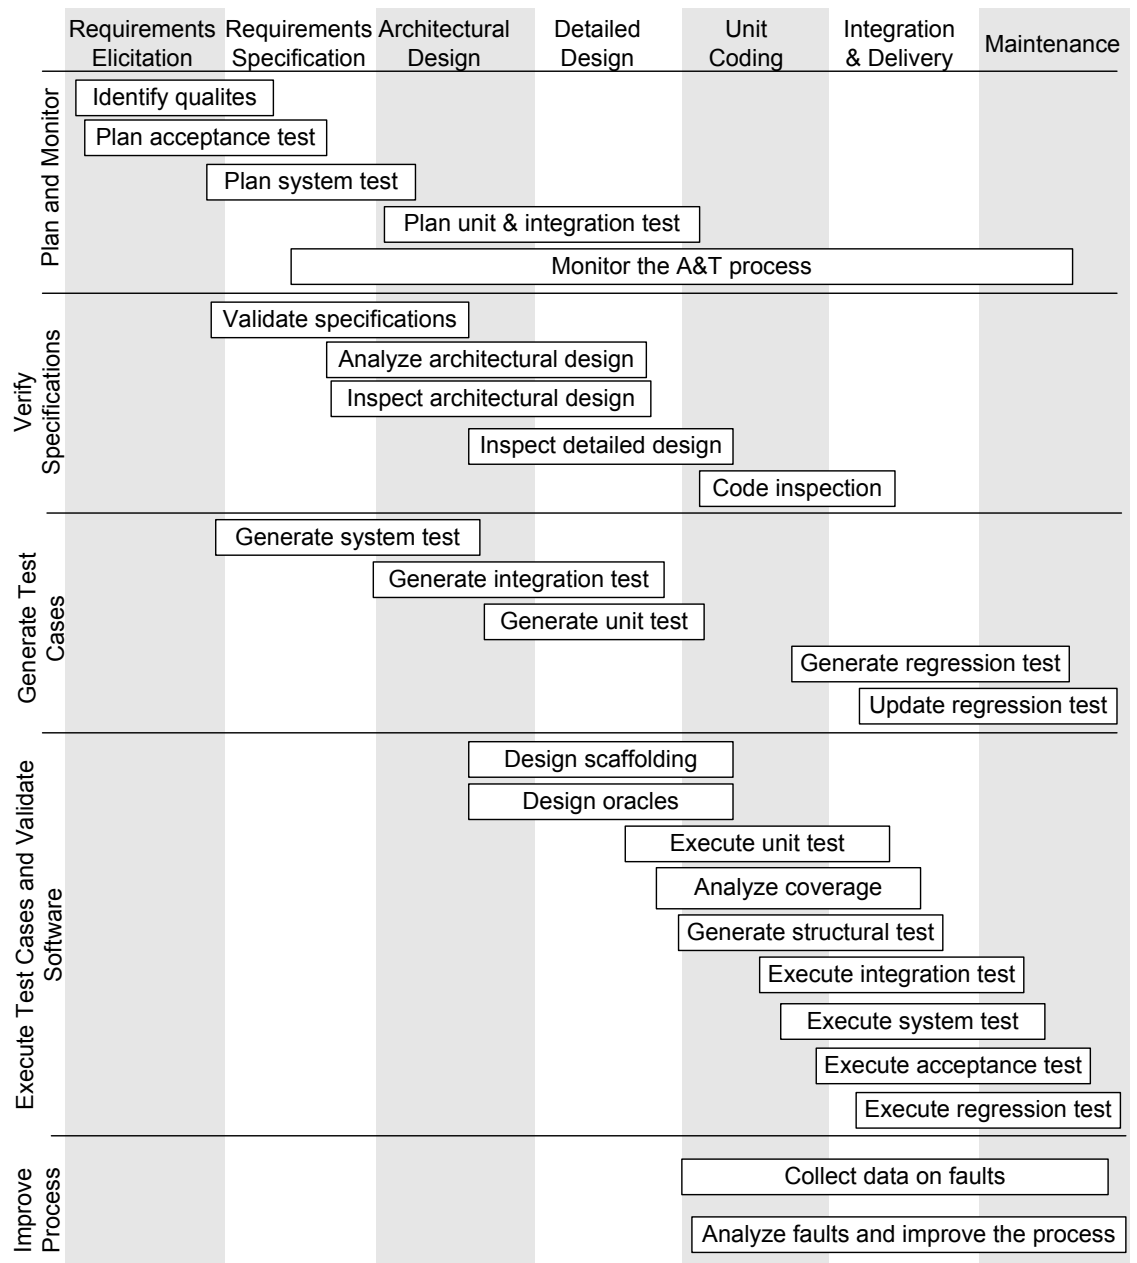 Requirements Elicitation
Requirements Specification
Architectural Design
Detailed Design
Unit Coding
Integration & Delivery
Maintenance
Plan and Monitor
Identify qualites
Plan acceptance test
Plan system test
Plan unit & integration test
Monitor the A&T process
Verify Specifications
Validate specifications
Analyze architectural design
Inspect architectural design
Inspect detailed design
Code inspection
Generate Test Cases
Generate system test
Generate integration test
Generate unit test
Generate regression test
Update regression test
Execute Test Cases and Validate Software
Design scaffolding
Design oracles
Execute unit test
Analyze coverage
Generate structural test
Execute integration test
Execute system test
Execute acceptance test
Execute regression test
Improve Process
Collect data on faults
Analyze faults and improve the process